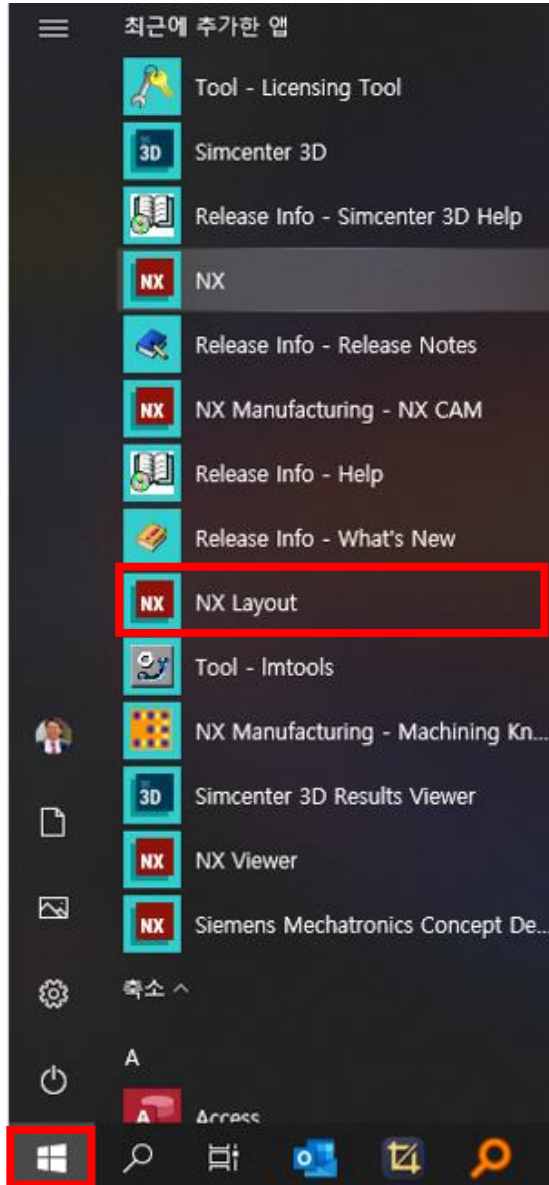 최근에 추가한 앱
Tool - Licensing Tool
3D
Simcenter 3D
Release Info - Simcenter 3D Help
NX
NX
Release Info - Release Notes
NX
NX Manufacturing - NX CAM
Release Info - Help
Release Info - What's New
NX
NX Layout
Tool - lmtools
NX Manufacturing - Machining Kn...
3D
Simcenter 3D Results Viewer
NX
NX Viewer
NX
Siemens Mechatronics Concept De...
축소
A
A
Access